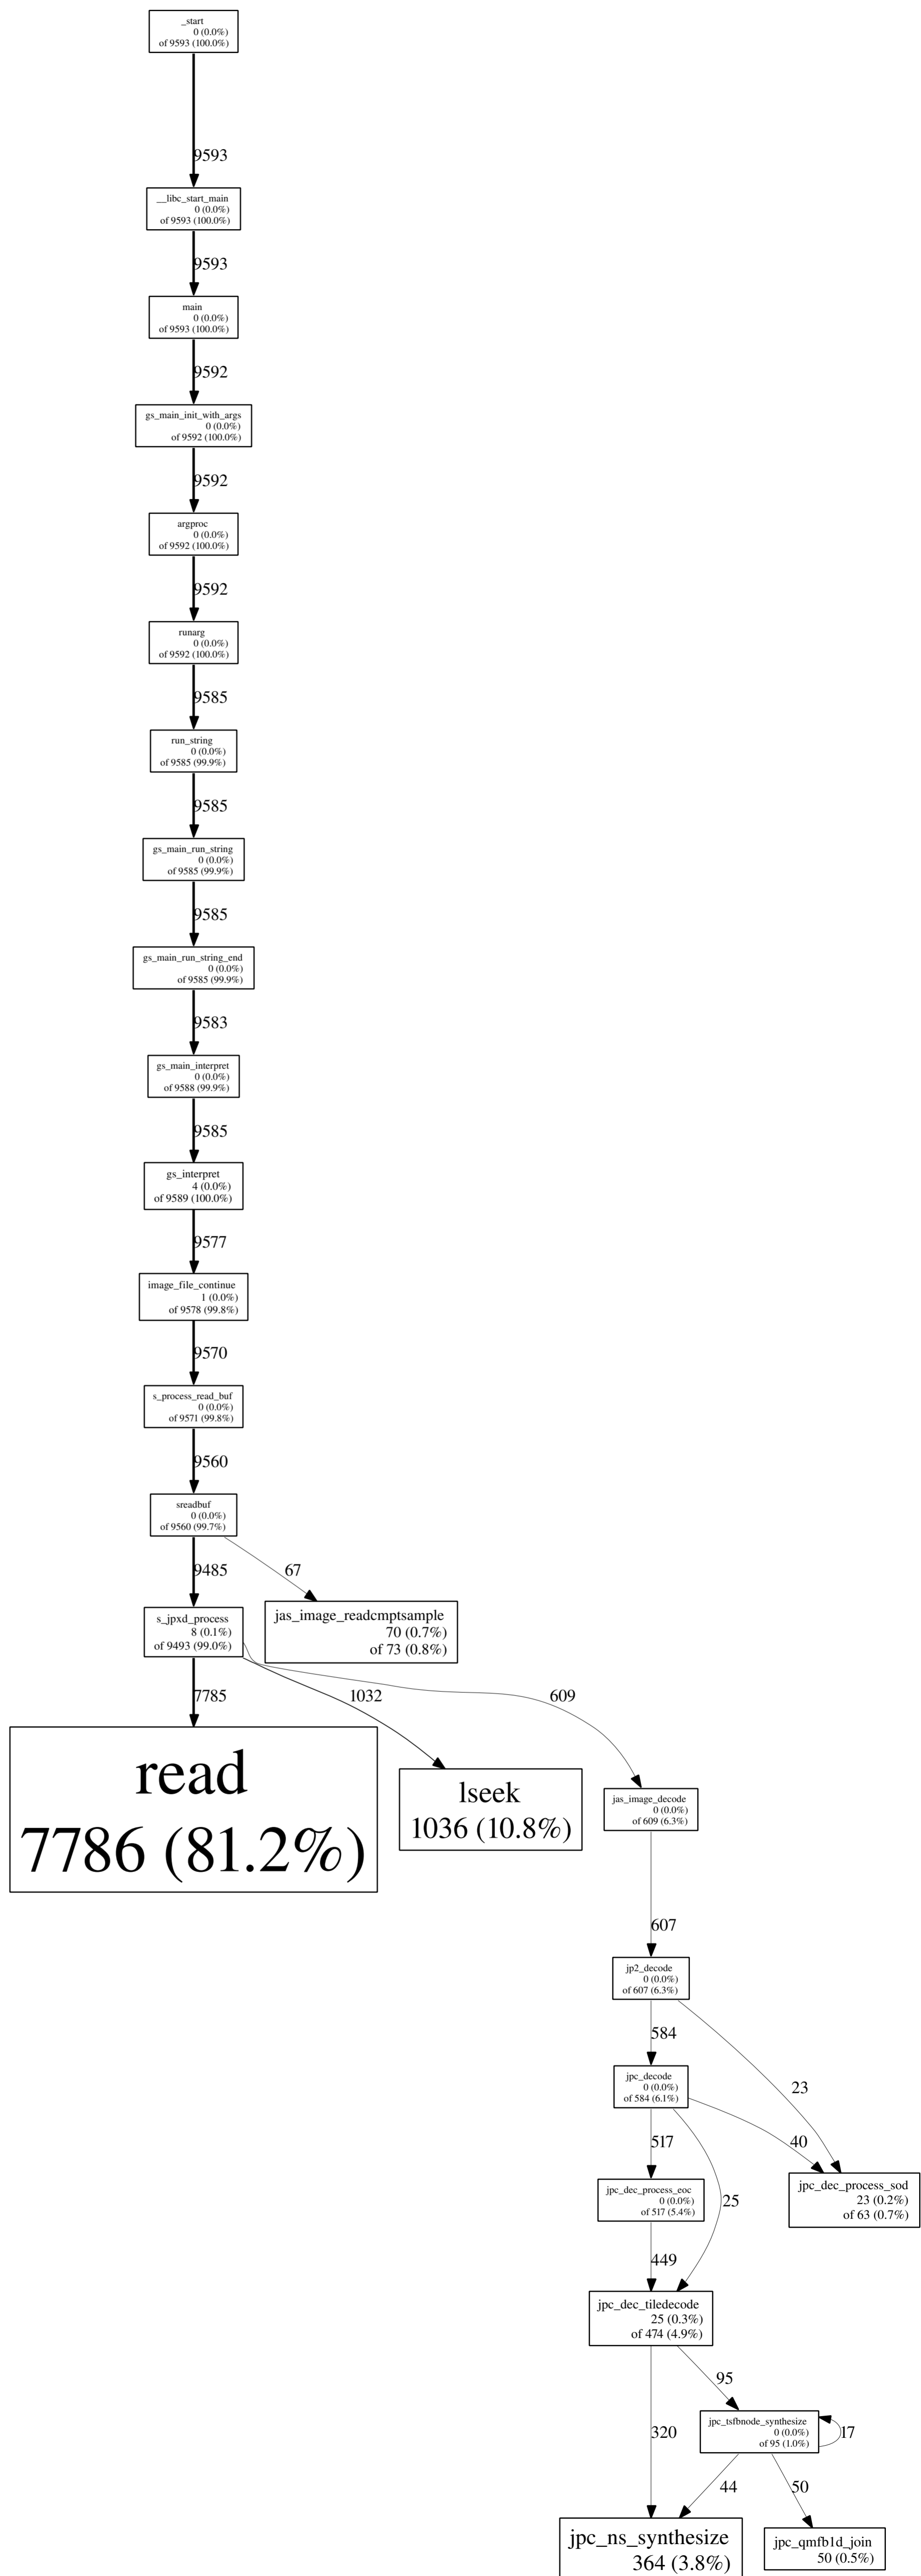 _start
0 (0.0%)
of 9593 (100.0%)
9593
__libc_start_main
0 (0.0%)
of 9593 (100.0%)
9593
main
0 (0.0%)
of 9593 (100.0%)
9592
gs_main_init_with_args
0 (0.0%)
of 9592 (100.0%)
9592
argproc
0 (0.0%)
of 9592 (100.0%)
9592
runarg
0 (0.0%)
of 9592 (100.0%)
9585
run_string
0 (0.0%)
of 9585 (99.9%)
9585
gs_main_run_string
0 (0.0%)
of 9585 (99.9%)
9585
gs_main_run_string_end
0 (0.0%)
of 9585 (99.9%)
9583
gs_main_interpret
0 (0.0%)
of 9588 (99.9%)
9585
gs_interpret
4 (0.0%)
of 9589 (100.0%)
9577
image_file_continue
1 (0.0%)
of 9578 (99.8%)
9570
s_process_read_buf
0 (0.0%)
of 9571 (99.8%)
9560
sreadbuf
0 (0.0%)
of 9560 (99.7%)
9485
67
s_jpxd_process
8 (0.1%)
of 9493 (99.0%)
jas_image_readcmptsample
70 (0.7%)
of 73 (0.8%)
7785
1032
609
read
7786 (81.2%)
lseek
1036 (10.8%)
jas_image_decode
0 (0.0%)
of 609 (6.3%)
607
jp2_decode
0 (0.0%)
of 607 (6.3%)
584
23
jpc_decode
0 (0.0%)
of 584 (6.1%)
517
40
25
jpc_dec_process_eoc
0 (0.0%)
of 517 (5.4%)
jpc_dec_process_sod
23 (0.2%)
of 63 (0.7%)
449
jpc_dec_tiledecode
25 (0.3%)
of 474 (4.9%)
95
320
jpc_tsfbnode_synthesize
0 (0.0%)
of 95 (1.0%)
17
44
50
jpc_ns_synthesize
364 (3.8%)
jpc_qmfb1d_join
50 (0.5%)